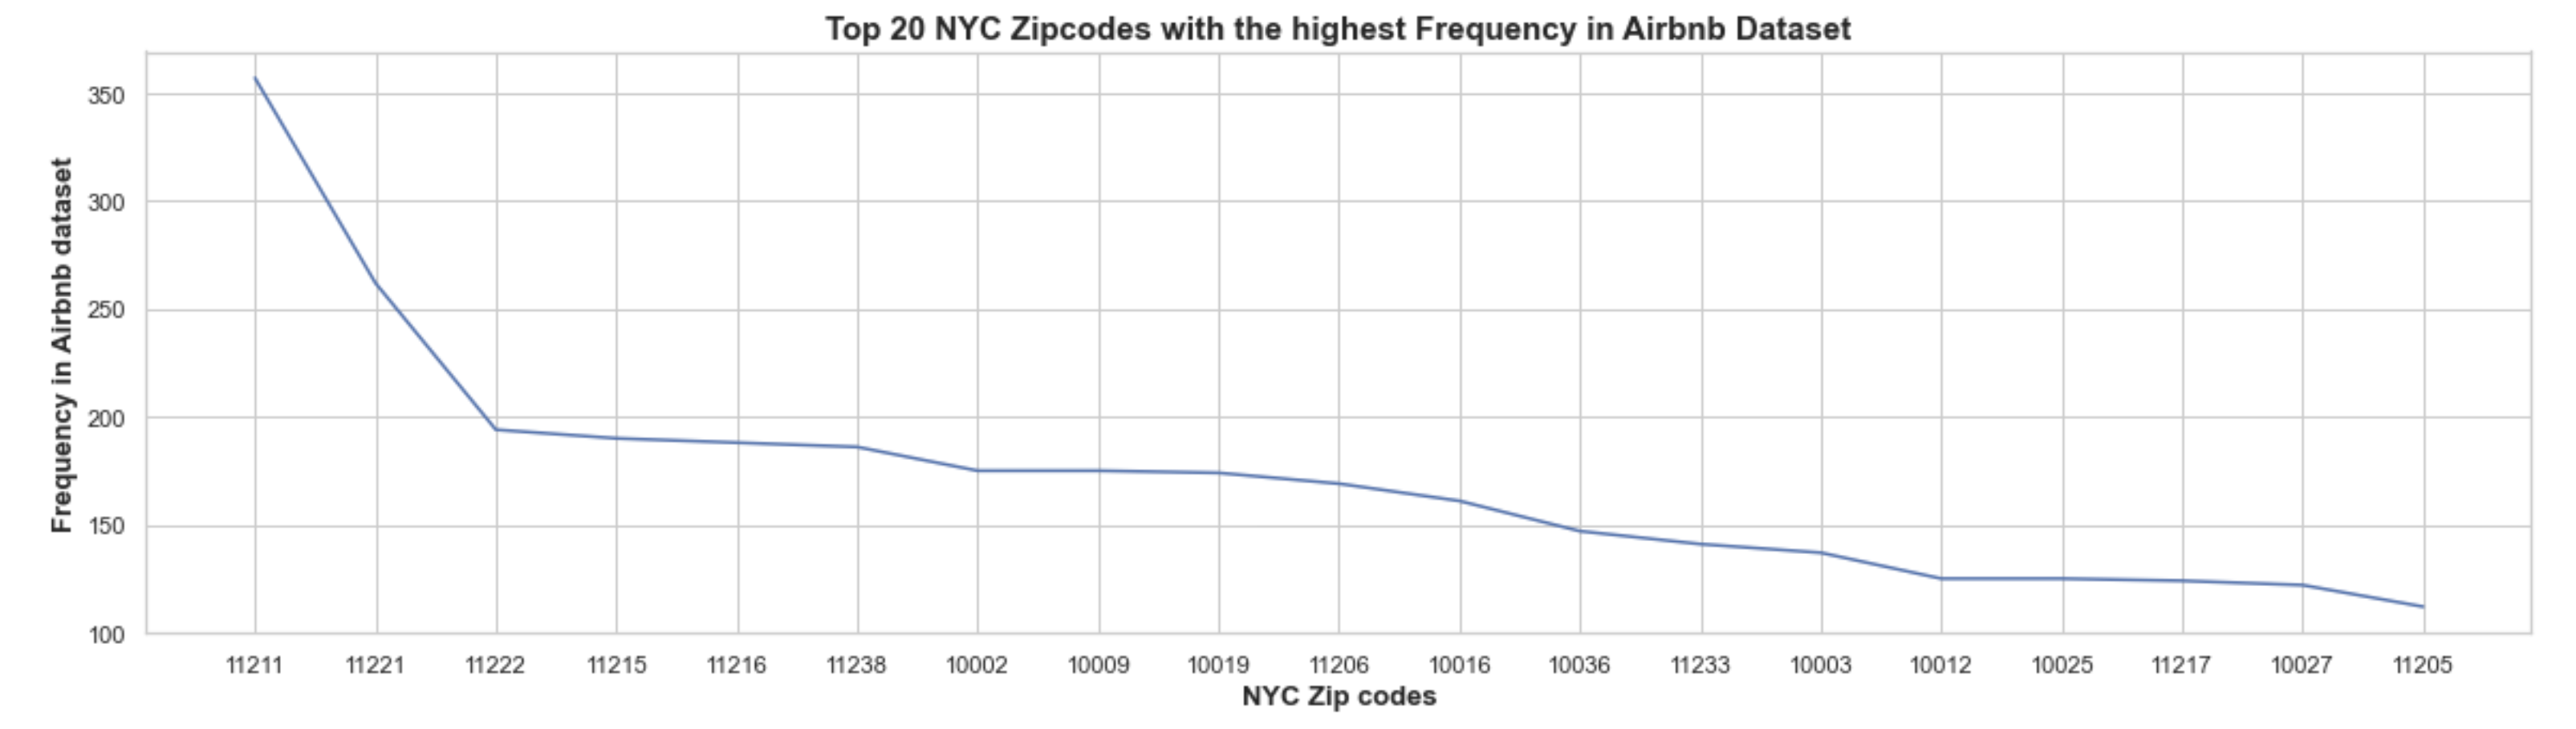 Top 20 NYC Zipcodes with the highest Frequency in Airbnb Dataset
Frequency in Airbnb dataset
350
300
250
200
150
100
11211 11221 11222 11215 11216 11238 10002 10009 10019 11206 10016 10036 11233 10003 10012 10025 11217 10027 11205
NYC Zip codes